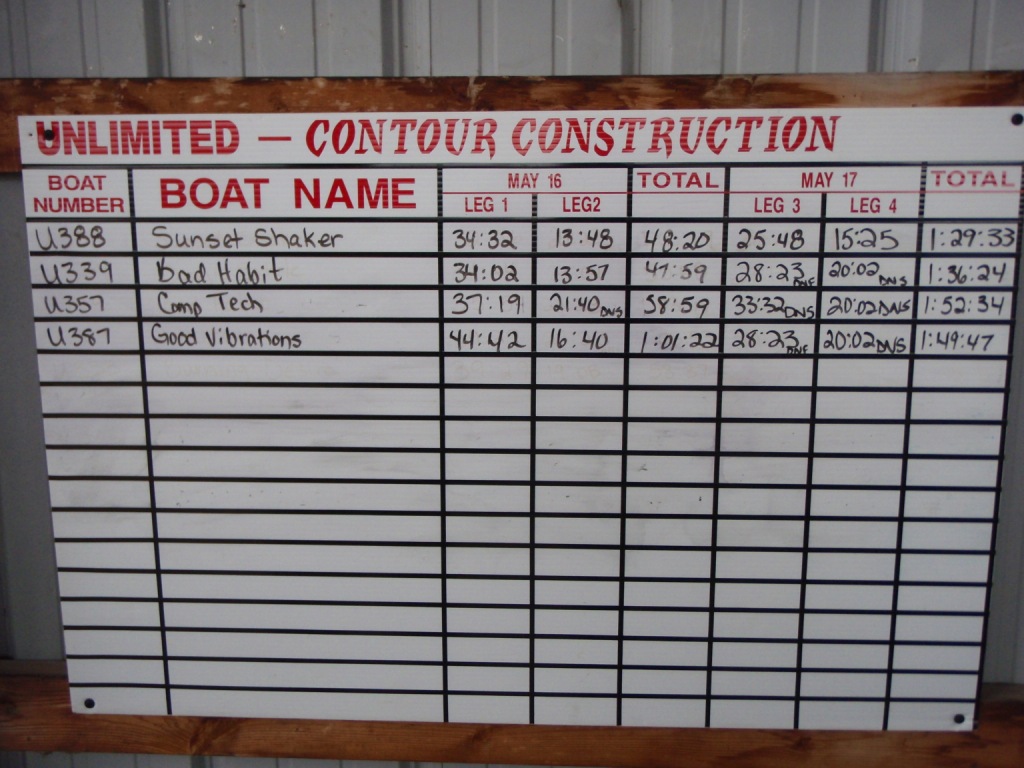 UNLIMITED — CONTOUR CONSTRUCTION
BOAT NUMBER BOAT NAME MAY 16 TOTAL MAY 17 TOTAL
LEG 1 LEG2 LEG 3 LEG 4
U388 Sunset Shaker 34:32 13:48 48:20 25:48 15:25 1:29:33
U339 Bad Habit 34:02 13:57 47:59 28:23 DNF 20:02 DNS 1:36:24
U357 Comp Tech 37:19 21:40 DNS 58:59 33:32 DNS 20:02 DNS 1:52:34
U387 Good Vibrations 44:42 16:40 1:01:22 28:23 DNF 20:02 DNS 1:49:47